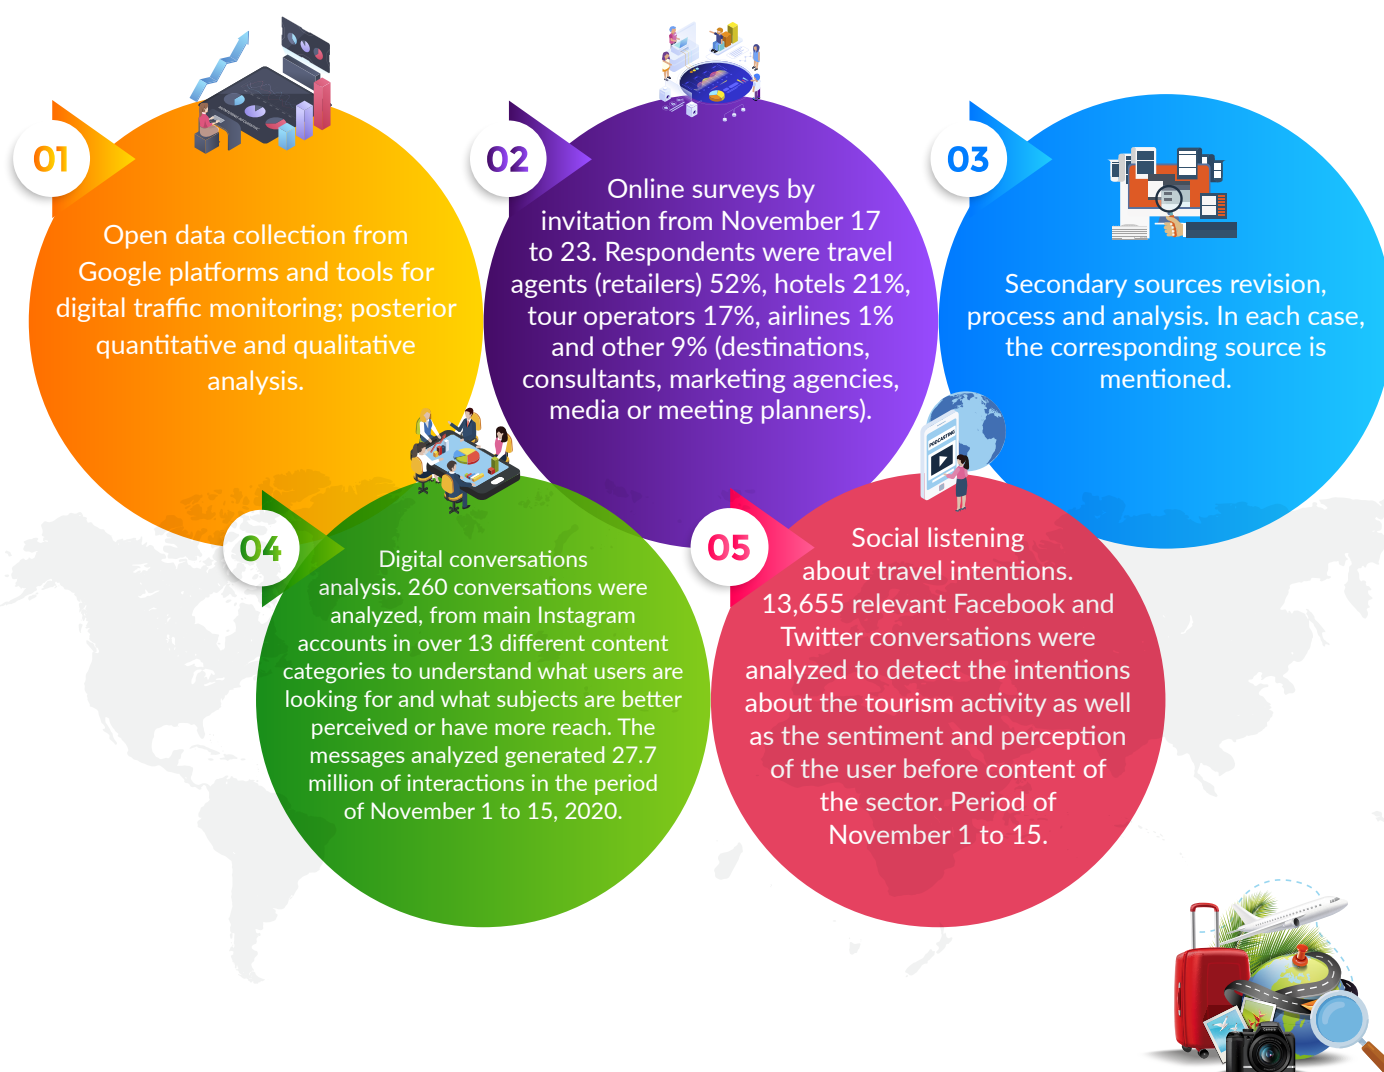 01
Open data collection from
Google platforms and tools for
digital traffic monitoring; posterior
quantitative and qualitative
analysis.
02
Online surveys by
invitation from November 17
to 23. Respondents were travel
agents (retailers) 52%, hotels 21%,
tour operators 17%, airlines 1%
and other 9% (destinations,
consultants, marketing agencies,
media or meeting planners).
03
Secondary sources revision,
process and analysis. In each case,
the corresponding source is
mentioned.
04
Digital conversations
analysis. 260 conversations were
analyzed, from main Instagram
accounts in over 13 different content
categories to understand what users are
looking for and what subjects are better
perceived or have more reach. The
messages analyzed generated 27.7
million of interactions in the period
of November 1 to 15, 2020.
05
PODCASTING
Social listening
about travel intentions.
13,655 relevant Facebook and
Twitter conversations were
analyzed to detect the intentions
about the tourism activity as well
as the sentiment and perception
of the user before content of
the sector. Period of
November 1 to 15.